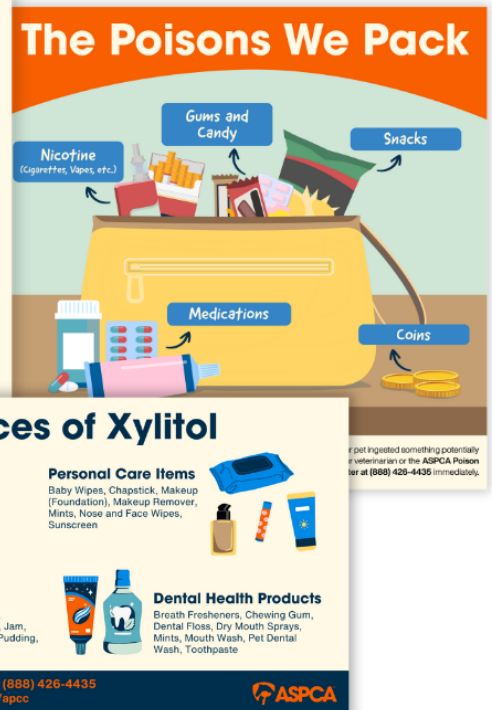 The Poisons We Pack
Gums and
Candy
Snacks
Nicotine
(Cigarettes, Vapes, etc.)
Medications
Coins
r pet ingested something potentially
r veterinarian or the ASPCA Poison
ter at (888) 426-4435 immediately.
ces of Xylitol
Personal Care Items
Baby Wipes, Chapstick, Makeup
(Foundation), Makeup Remover,
Mints, Nose and Face Wipes,
Sunscreen
Dental Health Products
Breath Fresheners, Chewing Gum,
Dental Floss, Dry Mouth Sprays,
Mints, Mouth Wash, Pet Dental
Wash, Toothpaste
Jam,
Pudding,
(888) 426-4435
/apcc
ASPCA